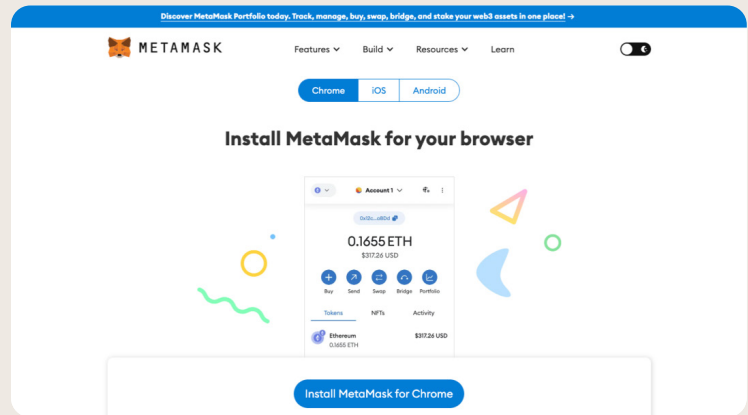 Discover MetaMask Portfolio today. Track, manage, buy, swap, bridge, and stake your web3 assets in one place! →
METAMASK
Features Build Resources Learn
Chrome iOS Android
Install MetaMask for your browser
Account 1
0.1655 ETH
$317.26 USD
Buy Send Swap Bridge Portfolio
Tokens NFTs Activity
Ethereum $317.26 USD
0.1655 ETH
Install MetaMask for Chrome